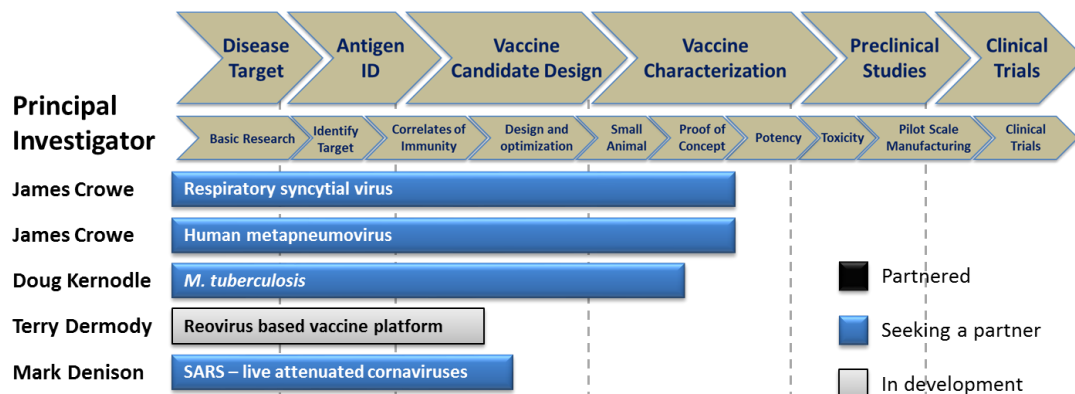 Disease Target
Antigen ID
Vaccine Candidate Design
Vaccine Characterization
Preclinical Studies
Clinical Trials
Principal Investigator
Basic Research
Identify Target
Correlates of Immunity
Design and optimization
Small Animal
Proof of Concept
Potency
Toxicity
Pilot Scale Manufacturing
Clinical Trials
James Crowe
Respiratory syncytial virus
James Crowe
Human metapneumovirus
Doug Kernodle
M. tuberculosis
Terry Dermody
Reovirus based vaccine platform
Mark Denison
SARS – live attenuated cornaviruses
Partnered
Seeking a partner
In development